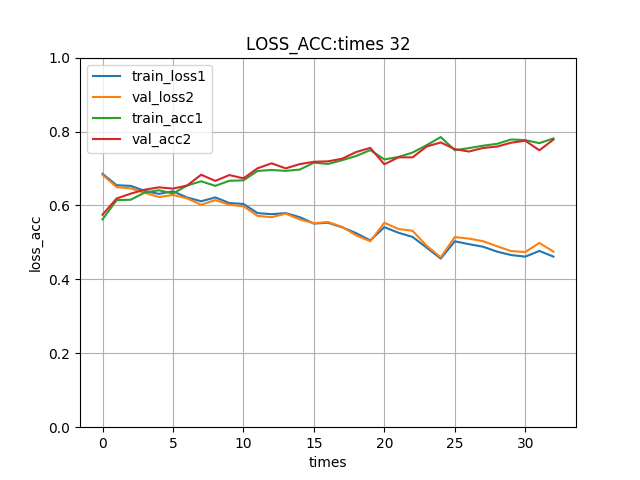 LOSS_ACC:times 32
train_loss1
val_loss2
train_acc1
val_acc2
1.0
0.8
0.6
0.4
0.2
0.0
loss_acc
0 5 10 15 20 25 30
times